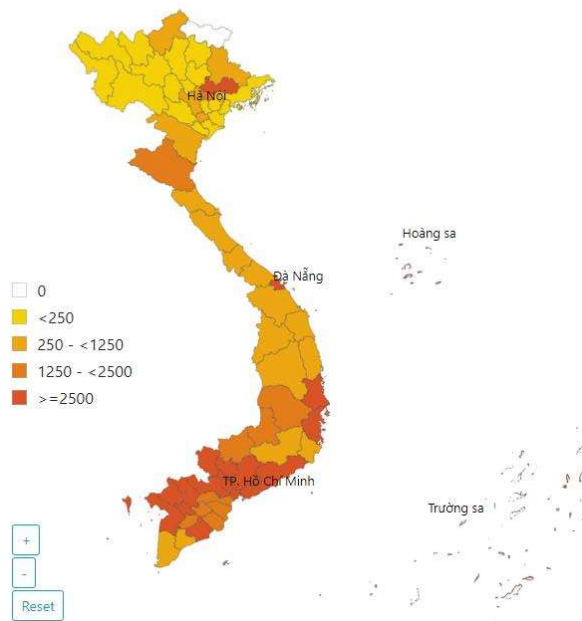 Hà Nội
Hoàng sa
Đà Nẵng
0
<250
250 - <1250
1250 - <2500
>=2500
TP. Hồ Chí Minh
Trường sa
+
-
Reset